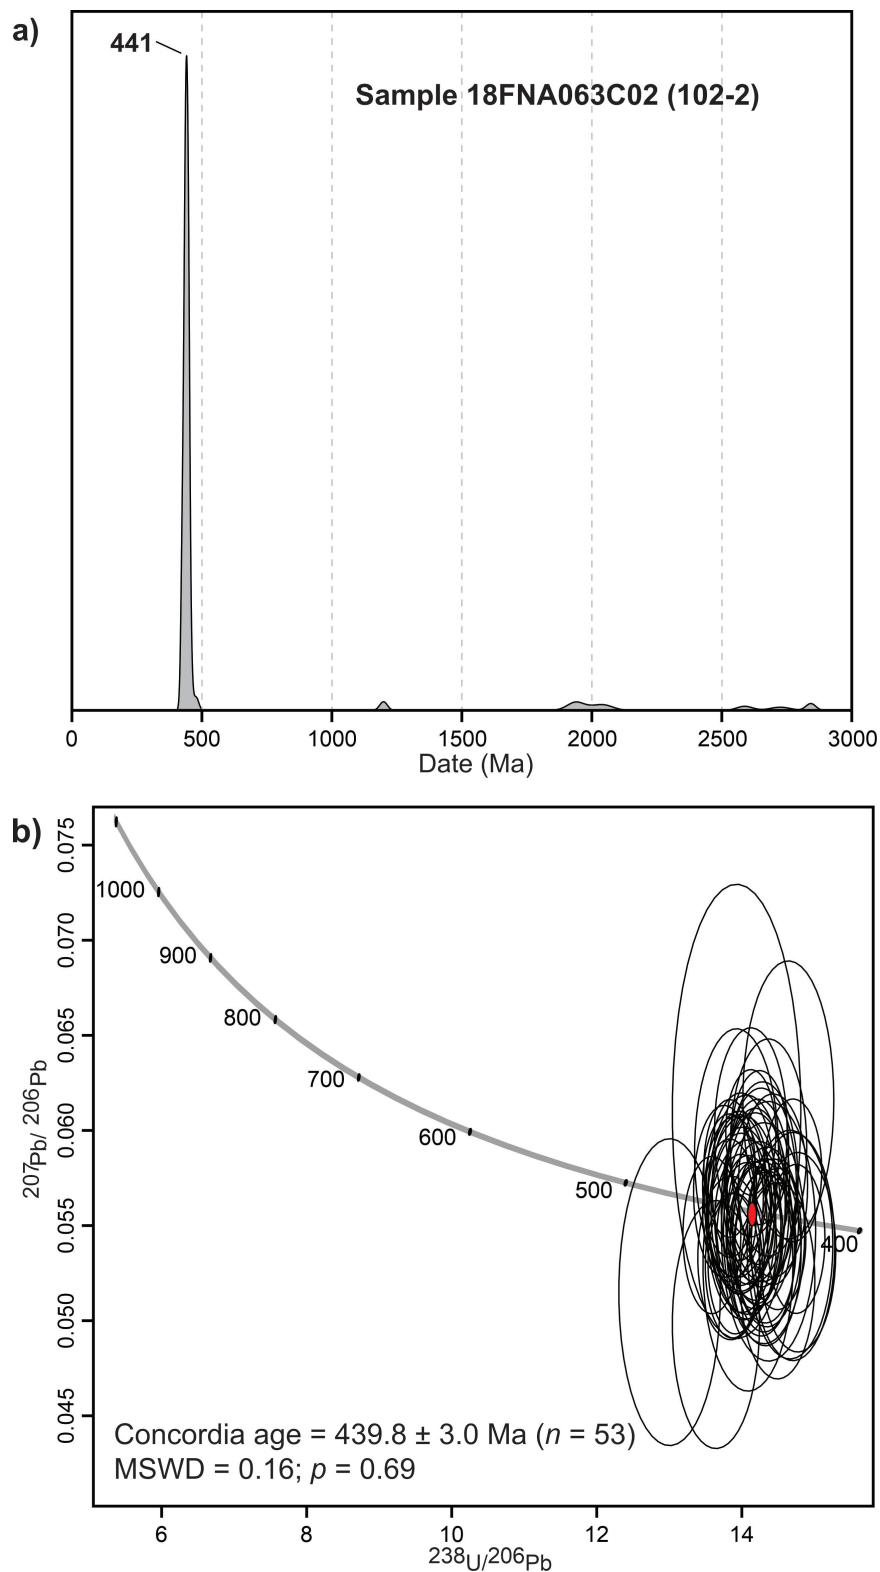 a)
441
Sample 18FNA063C02 (102-2)
0 500 1000 1500 2000 2500 3000
Date (Ma)
b)
0.075
0.070
0.065
0.060
0.055
0.050
0.045
207Pb/ 206Pb
1000
900
800
700
600
500
400
Concordia age = 439.8 ± 3.0 Ma (n = 53)
MSWD = 0.16; p = 0.69
6 8 10 12 14
238U/206Pb